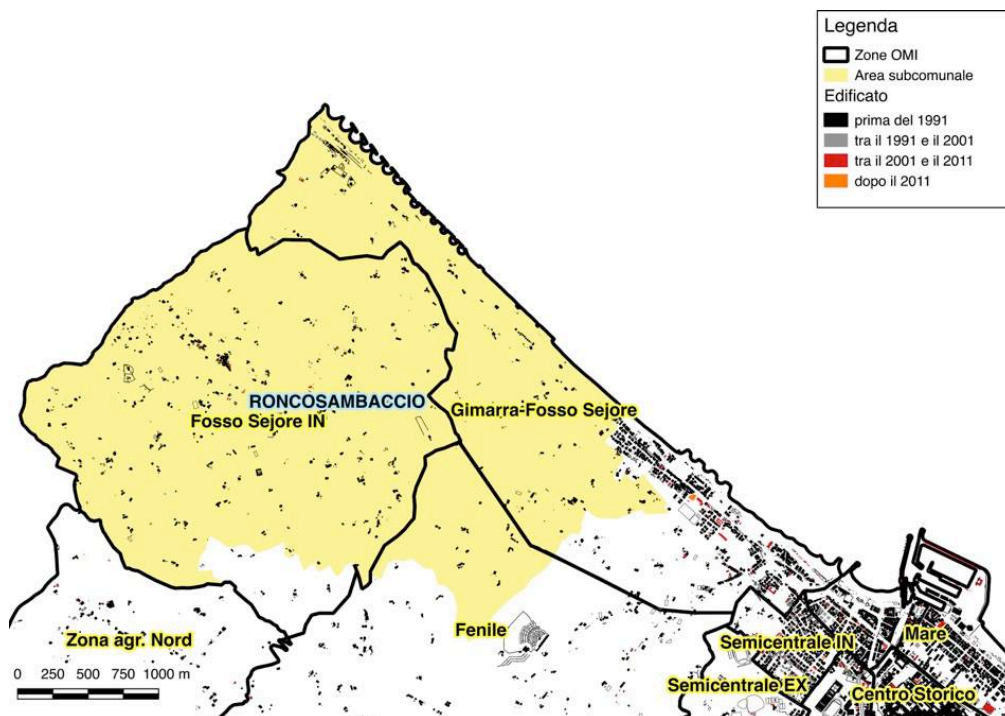 Legenda
Zone OMI
Area subcomunale
Edificato
prima del 1991
tra il 1991 e il 2001
tra il 2001 e il 2011
dopo il 2011
RONCOSAMBACCIO
Fosso Sejore IN
Gimarra-Fosso Sejore
Zona agr. Nord
Fenile
Semicentrale IN
Mare
Semicentrale EX
Centro Storico
0 250 500 750 1000 m